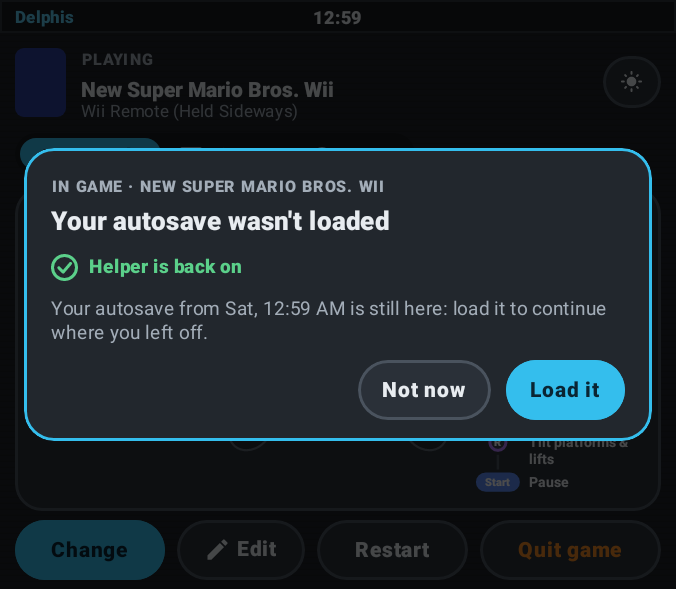 Delphis
12:59
PLAYING
New Super Mario Bros. Wii
Wii Remote (Held Sideways)
IN GAME · NEW SUPER MARIO BROS. WII
Your autosave wasn't loaded
Helper is back on
Your autosave from Sat, 12:59 AM is still here: load it to continue
where you left off.
Not now
Load it
R
Tilt platforms &
lifts
Start
Pause
Change
Edit
Restart
Quit game